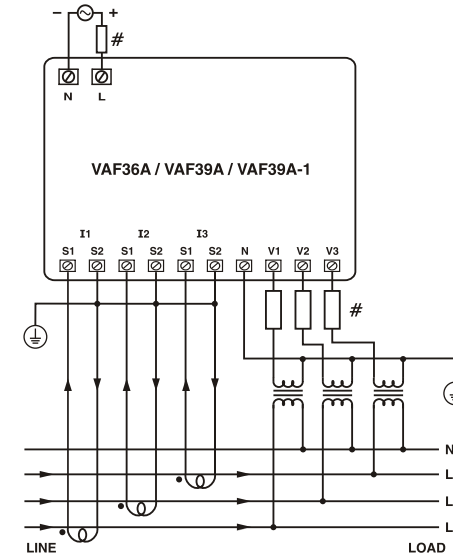 − +
#
N L
VAF36A / VAF39A / VAF39A-1
I1 I2 I3
S1 S2 S1 S2 S1 S2 N V1 V2 V3
#
N
L
L
L
LINE LOAD